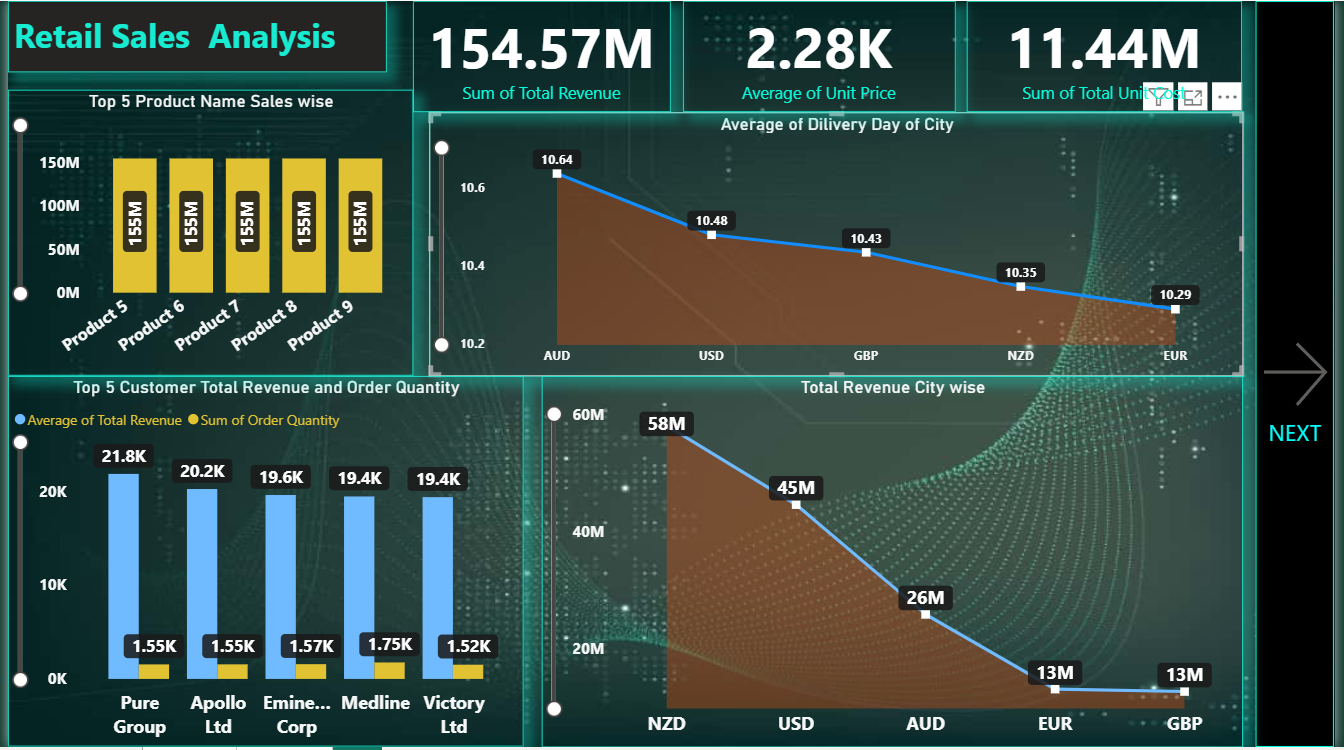 Retail Sales Analysis
154.57M
Sum of Total Revenue
2.28K
Average of Unit Price
11.44M
Sum of Total Unit Cost
Top 5 Product Name Sales wise
150M
100M
50M
0M
155M
155M
155M
155M
155M
Product 5
Product 6
Product 7
Product 8
Product 9
Average of Dilivery Day of City
10.6
10.4
10.2
10.64
10.48
10.43
10.35
10.29
AUD
USD
GBP
NZD
EUR
Top 5 Customer Total Revenue and Order Quantity
Average of Total Revenue
Sum of Order Quantity
20K
10K
0K
21.8K
20.2K
19.6K
19.4K
19.4K
1.55K
1.55K
1.57K
1.75K
1.52K
Pure
Group
Apollo
Ltd
Emine...
Corp
Medline
Victory
Ltd
Total Revenue City wise
60M
40M
20M
58M
45M
26M
13M
13M
NZD
USD
AUD
EUR
GBP
NEXT